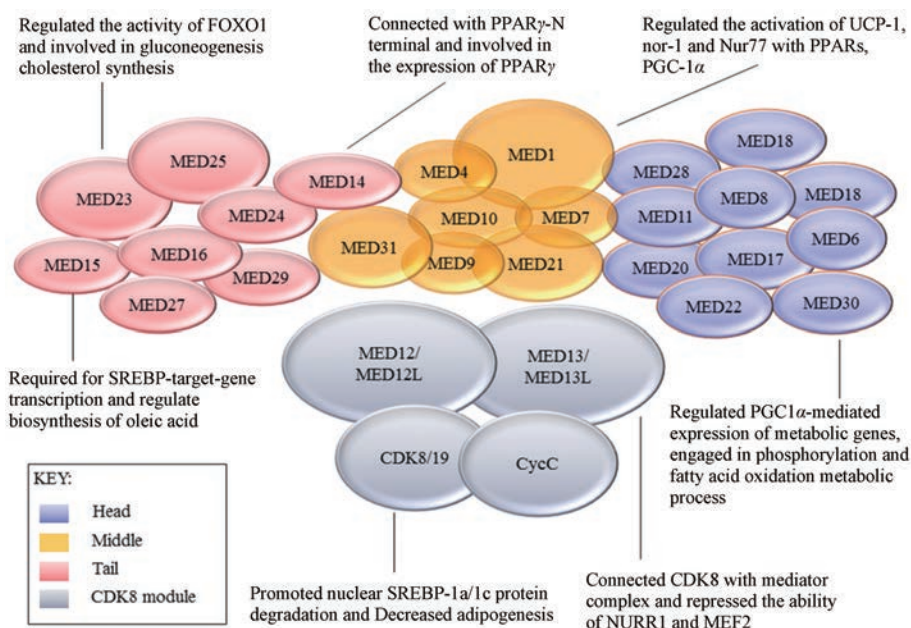 Regulated the activity of FOXO1
and involved in gluconeogenesis
cholesterol synthesis
Connected with PPARγ-N
terminal and involved in
the expression of PPARγ
Regulated the activation of UCP-1,
nor-1 and Nur77 with PPARs,
PGC-1α
MED25
MED23
MED14
MED24
MED16
MED15
MED29
MED27
MED1
MED4
MED10
MED7
MED31
MED9
MED21
MED18
MED28
MED8
MED18
MED11
MED6
MED17
MED20
MED22
MED30
MED12/
MED12L
MED13/
MED13L
CDK8/19
CycC
Required for SREBP-target-gene
transcription and regulate
biosynthesis of oleic acid
Regulated PGC1α-mediated
expression of metabolic genes,
engaged in phosphorylation and
fatty acid oxidation metabolic
process
KEY:
Head
Middle
Tail
CDK8 module
Promoted nuclear SREBP-1a/1c protein
degradation and Decreased adipogenesis
Connected CDK8 with mediator
complex and repressed the ability
of NURR1 and MEF2